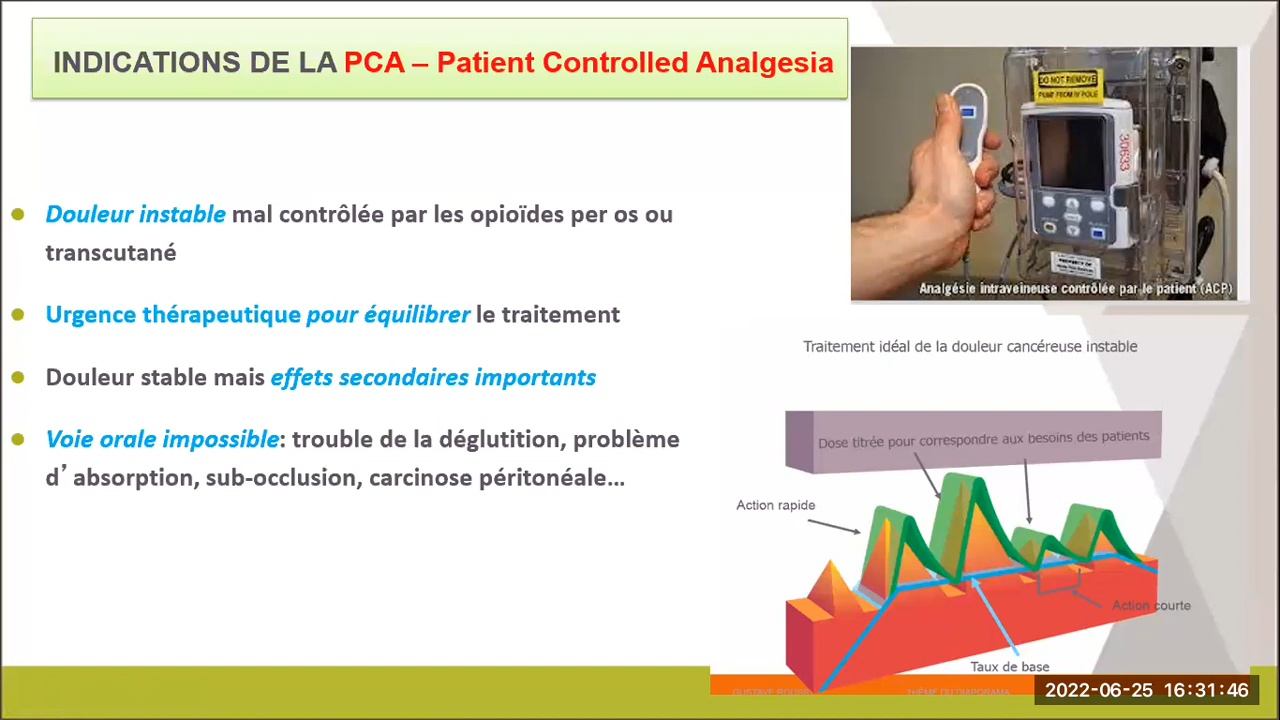 INDICATIONS DE LA PCA – Patient Controlled Analgesia
DO NOT REMOVE
PUMP FROM IV POLE
30633
Analgésie intraveineuse contrôlée par le patient (ACP)
Douleur instable mal contrôlée par les opioïdes per os ou
transcutané
Urgence thérapeutique pour équilibrer le traitement
Douleur stable mais effets secondaires importants
Voie orale impossible: trouble de la déglutition, problème
d’absorption, sub-occlusion, carcinose péritonéale…
Traitement idéal de la douleur cancéreuse instable
Dose titrée pour correspondre aux besoins des patients
Action rapide
Action courte
Taux de base
THÈME DU DIAPORAMA
2022-06-25 16:31:46